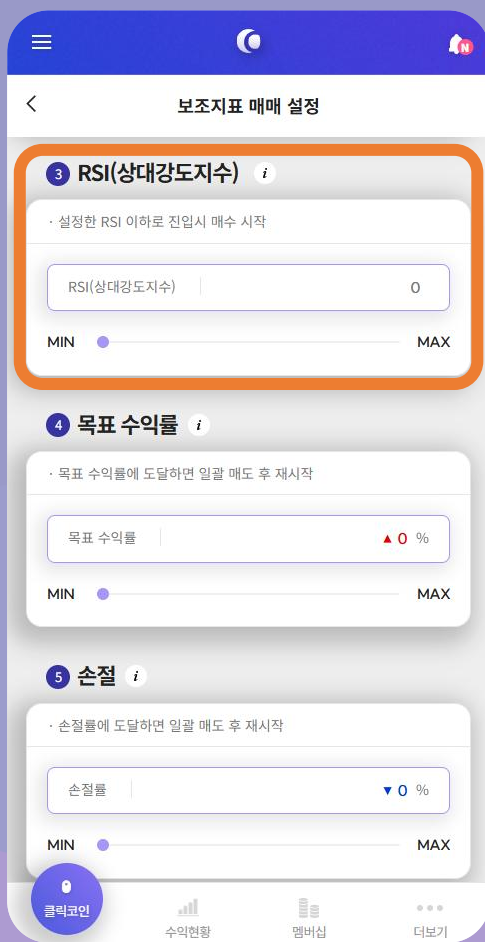 N
보조지표 매매 설정
3 RSI(상대강도지수) i
· 설정한 RSI 이하로 진입시 매수 시작
RSI(상대강도지수) 0
MIN MAX
4 목표 수익률 i
· 목표 수익률에 도달하면 일괄 매도 후 재시작
목표 수익률 ▲ 0 %
MIN MAX
5 손절 i
· 손절률에 도달하면 일괄 매도 후 재시작
손절률 ▼ 0 %
MIN MAX
클릭코인
수익현황 멤버십 더보기